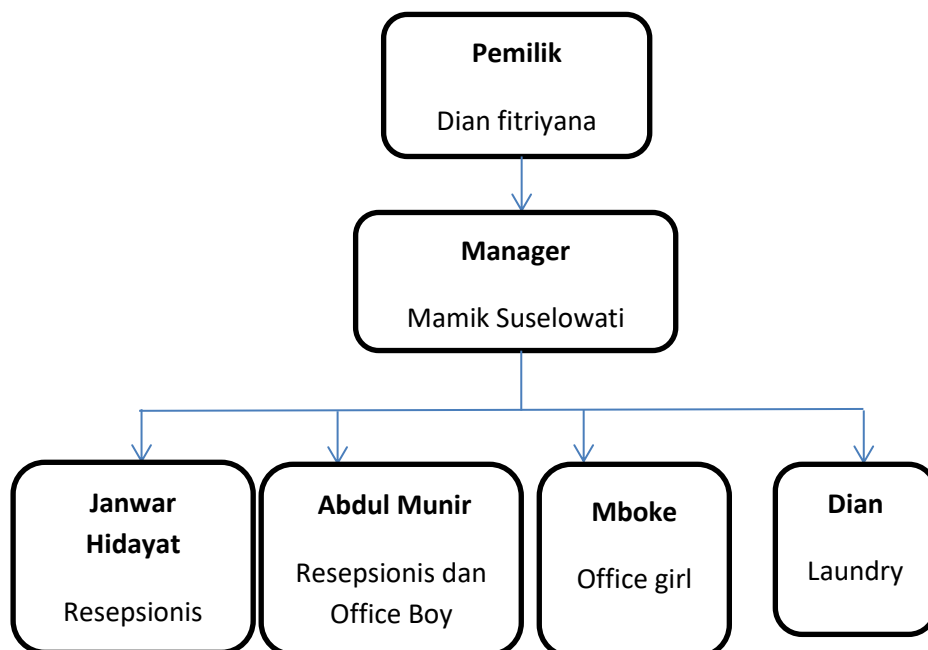 Pemilik
Dian fitriyana
Manager
Mamik Suselowati
Janwar
Hidayat
Resepsionis
Abdul Munir
Resepsionis dan
Office Boy
Mboke
Office girl
Dian
Laundry